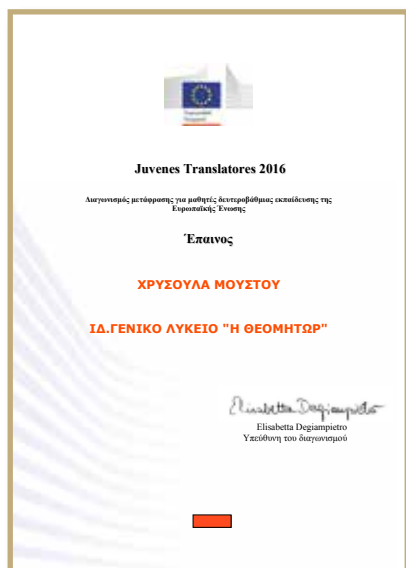 Juvenes Translatores 2016
Διαγωνισμός μετάφρασης για μαθητές δευτεροβάθμιας εκπαίδευσης της
Ευρωπαϊκής Ένωσης
Έπαινος
ΧΡΥΣΟΥΛΑ ΜΟΥΣΤΟΥ
ΙΔ.ΓΕΝΙΚΟ ΛΥΚΕΙΟ "Η ΘΕΟΜΗΤΩΡ"
Elisabetta Degiampietro
Elisabetta Degiampietro
Υπεύθυνη του διαγωνισμού